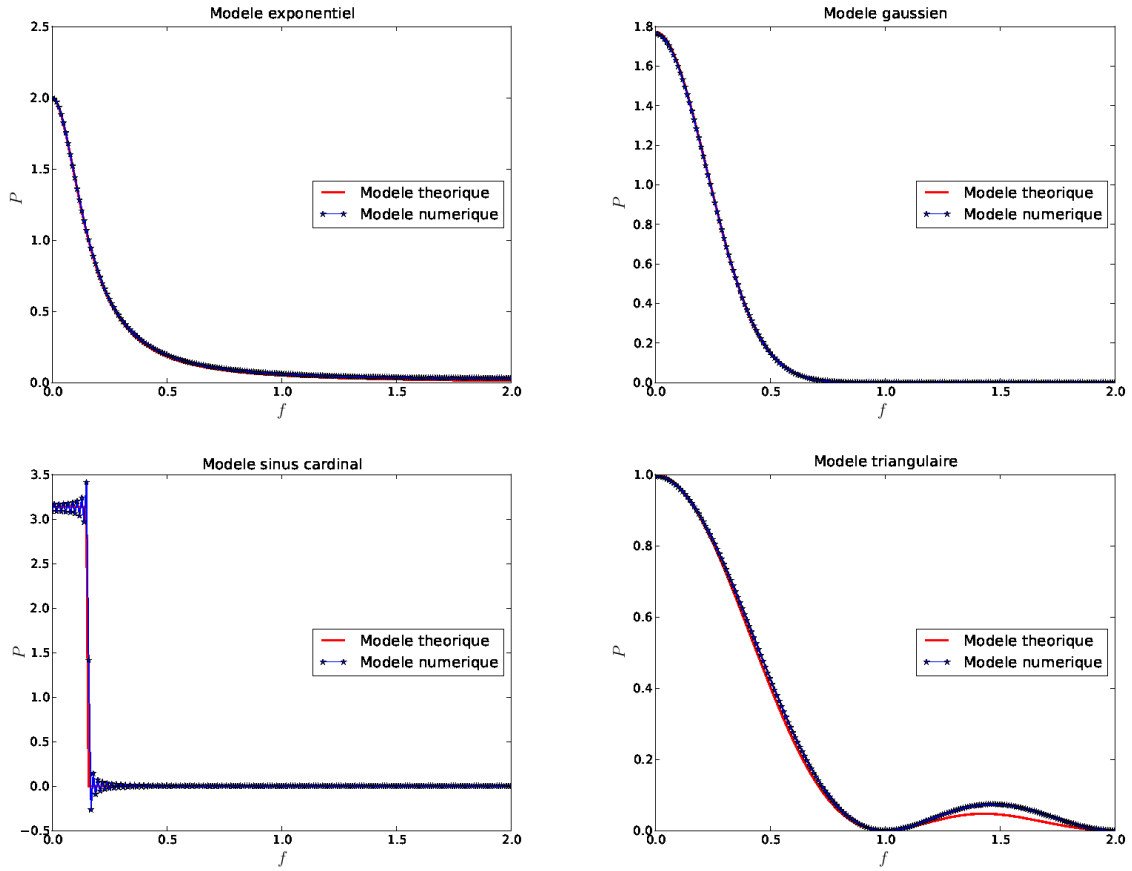 Modele exponentiel
2.5
2.0
1.5
1.0
0.5
0.0
P
Modele theorique
Modele numerique
0.0 0.5 1.0 1.5 2.0
f
Modele gaussien
1.8
1.6
1.4
1.2
1.0
0.8
0.6
0.4
0.2
0.0
P
Modele theorique
Modele numerique
0.0 0.5 1.0 1.5 2.0
f
Modele sinus cardinal
3.5
3.0
2.5
2.0
1.5
1.0
0.5
0.0
−0.5
P
Modele theorique
Modele numerique
0.0 0.5 1.0 1.5 2.0
f
Modele triangulaire
1.0
0.8
0.6
0.4
0.2
0.0
P
Modele theorique
Modele numerique
0.0 0.5 1.0 1.5 2.0
f